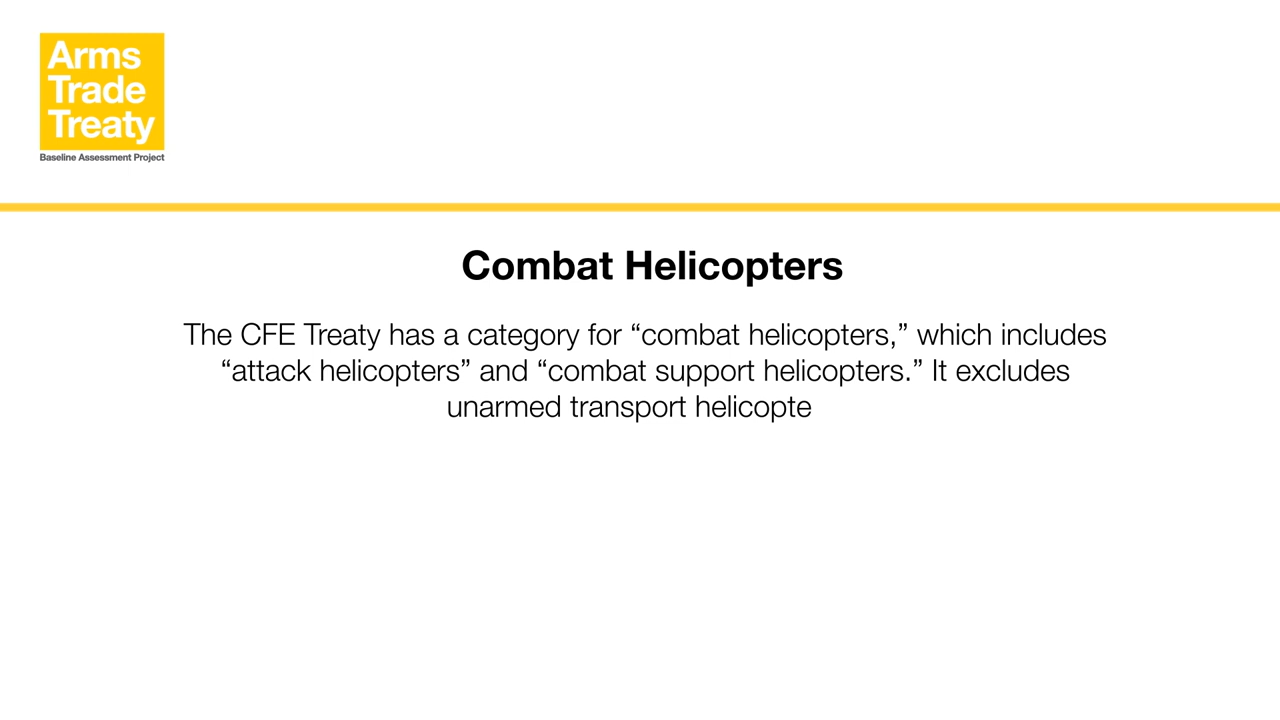 Arms
Trade
Treaty
Baseline Assessment Project
Combat Helicopters
The CFE Treaty has a category for “combat helicopters,” which includes
“attack helicopters” and “combat support helicopters.” It excludes
unarmed transport helicopte